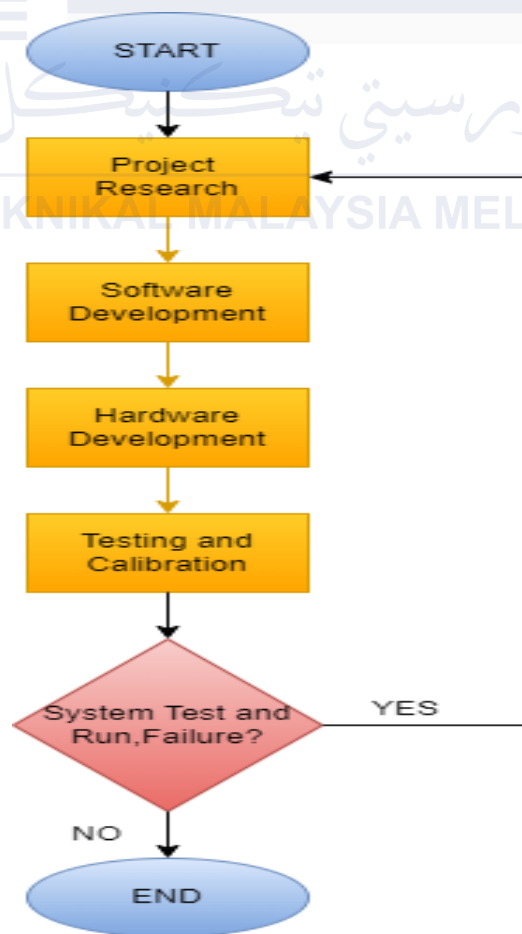 START
Project
Research
KNIKAL MALAYSIA MEL
Software
Development
Hardware
Development
Testing and
Calibration
System Test and
Run,Failure?
YES
NO
END